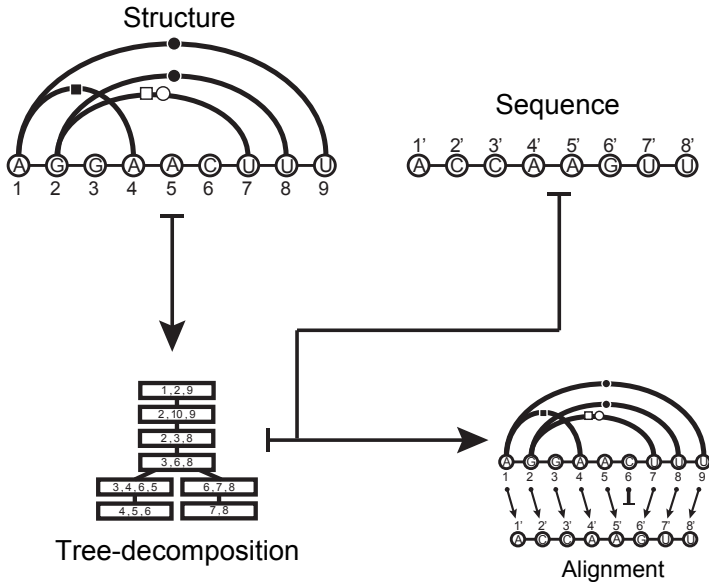 Structure
A G G A A C U U U
1 2 3 4 5 6 7 8 9
Sequence
1’ 2’ 3’ 4’ 5’ 6’ 7’ 8’
A C C A A G U U
1,2,9
2,10,9
2,3,8
3,6,8
3,4,6,5 6,7,8
4,5,6 7,8
Tree-decomposition
A G G A A C U U U
1 2 3 4 5 6 7 8 9
1’ 2’ 3’ 4’ 5’ 6’ 7’ 8’
A C C A A G U U
Alignment